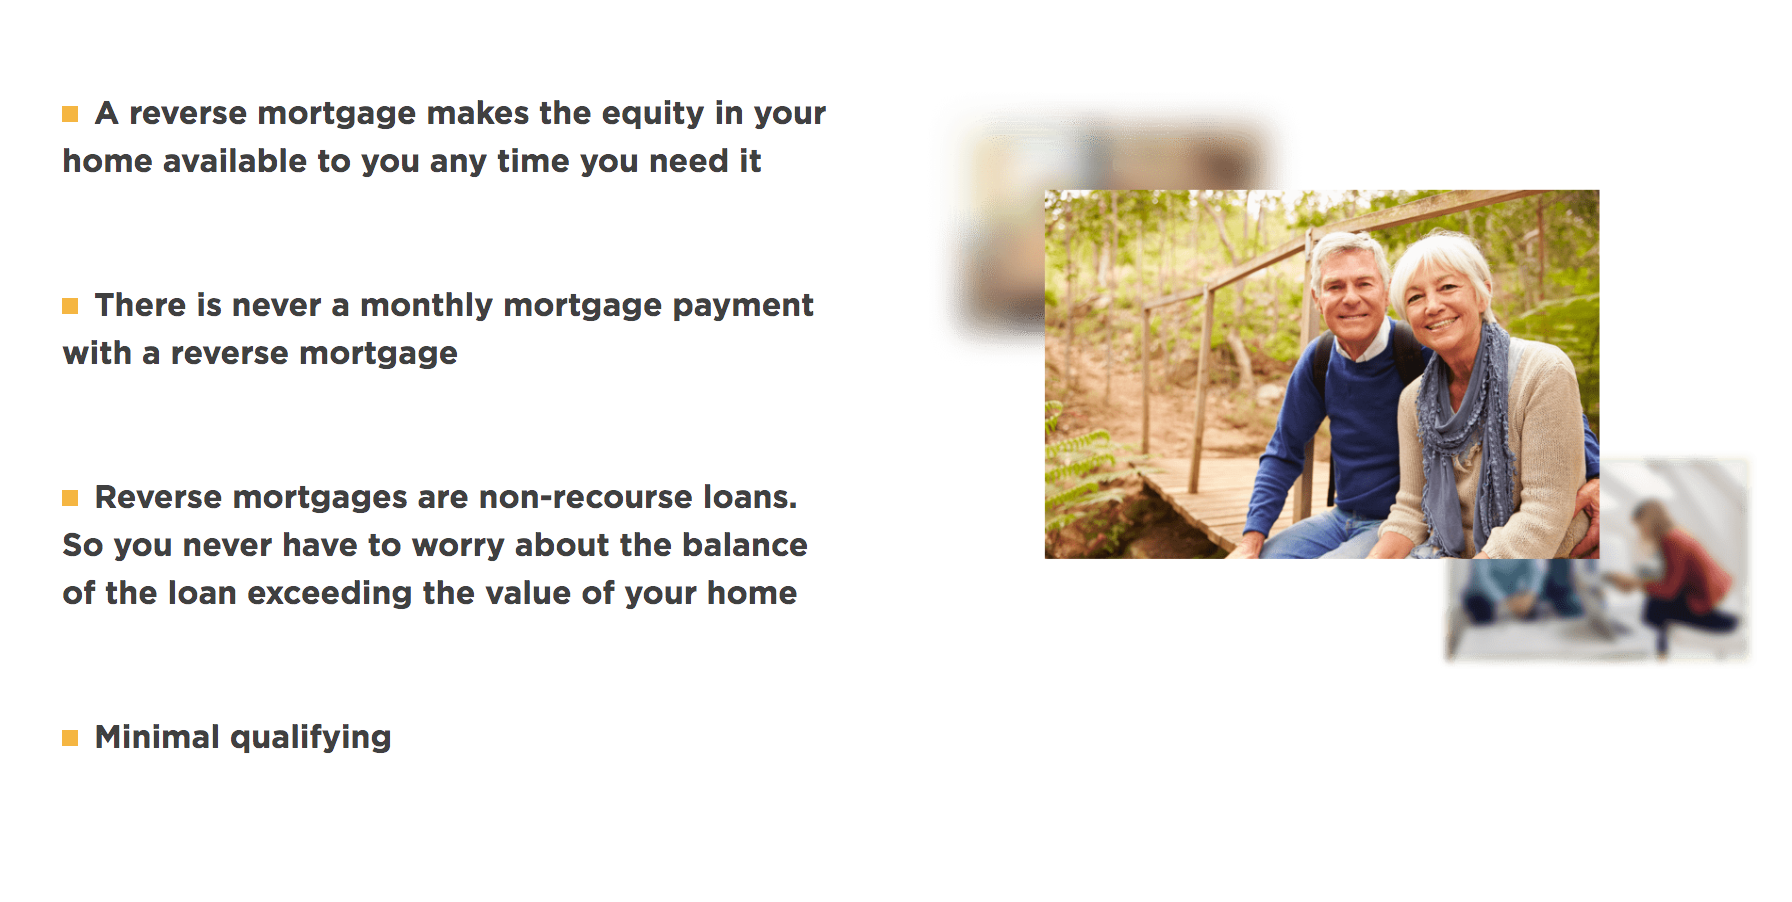 A reverse mortgage makes the equity in your
home available to you any time you need it
There is never a monthly mortgage payment
with a reverse mortgage
Reverse mortgages are non-recourse loans.
So you never have to worry about the balance
of the loan exceeding the value of your home
Minimal qualifying